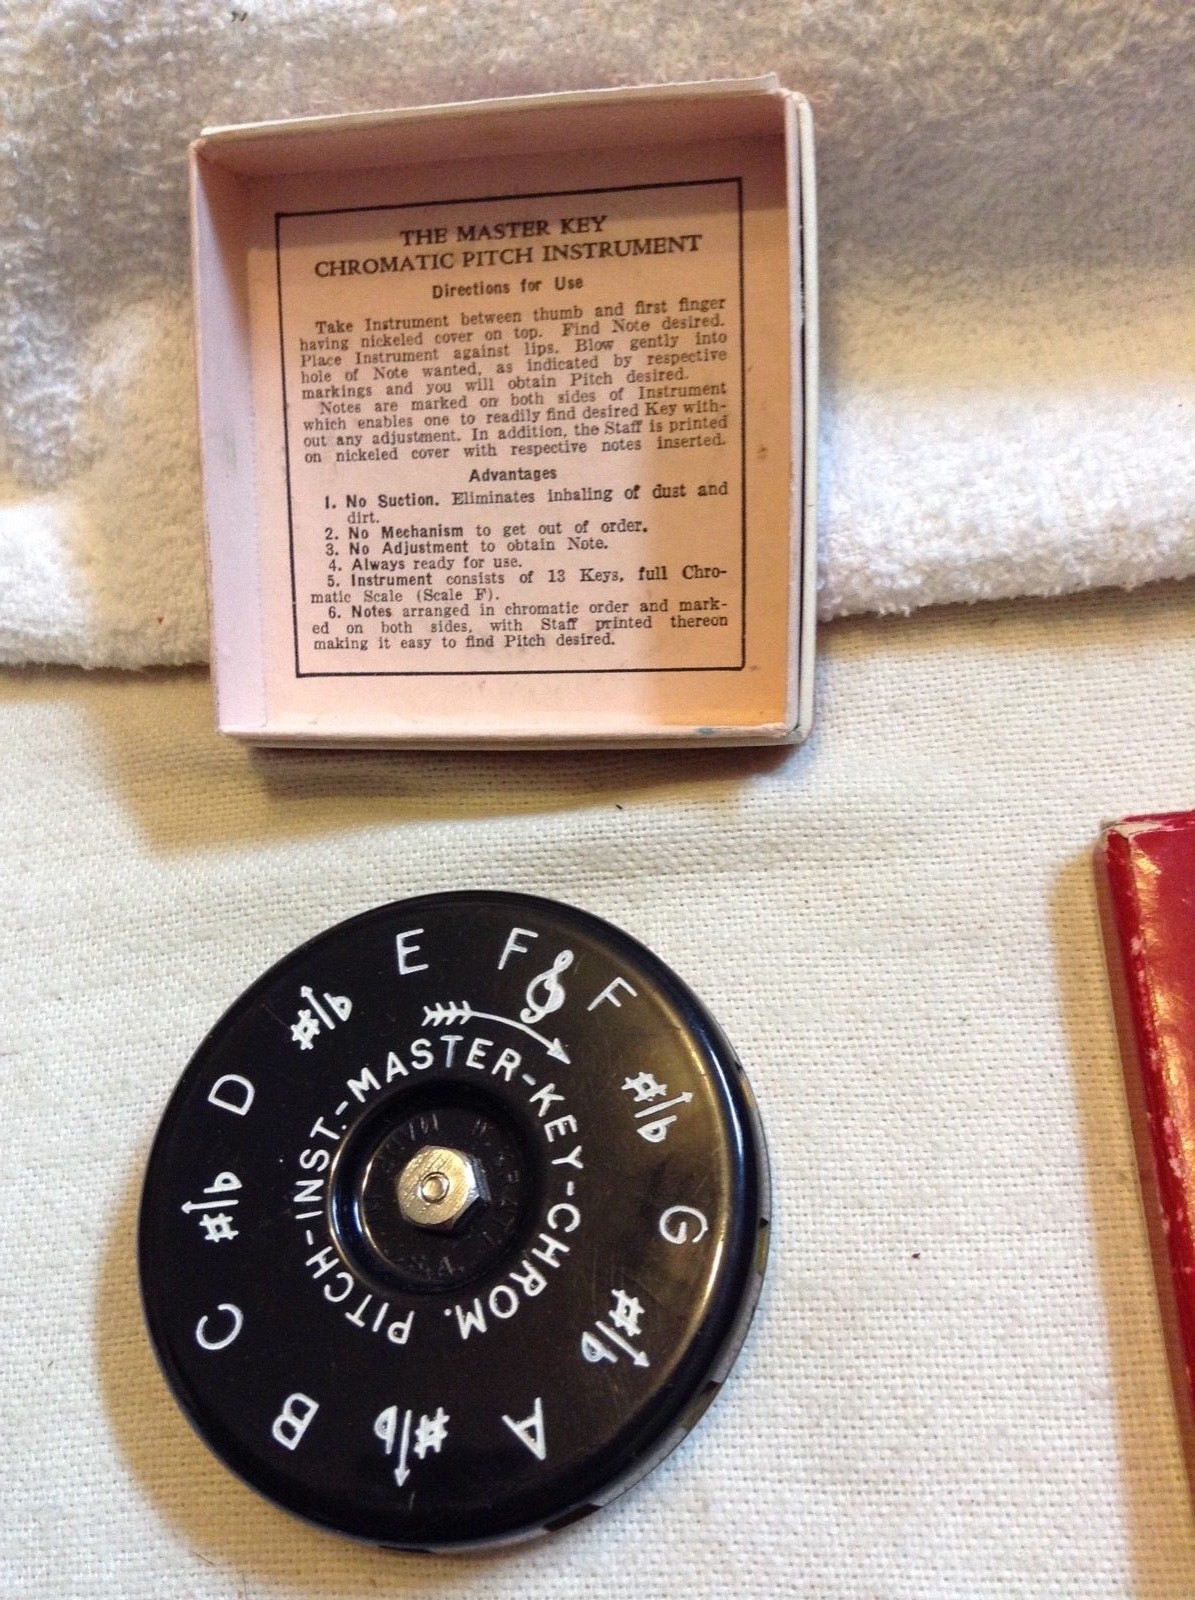 THE MASTER KEY
CHROMATIC PITCH INSTRUMENT
Directions for Use
Take Instrument between thumb and first finger
having nickeled cover on top. Find Note desired.
Place Instrument against lips. Blow gently into
hole of Note wanted, as indicated by respective
markings and you will obtain Pitch desired.
Notes are marked on both sides of Instrument
which enables one to readily find desired Key with-
out any adjustment. In addition, the Staff is printed
on nickeled cover with respective notes inserted.
Advantages
1. No Suction. Eliminates inhaling of dust and
dirt.
2. No Mechanism to get out of order.
3. No Adjustment to obtain Note.
4. Always ready for use.
5. Instrument consists of 13 Keys, full Chro-
matic Scale (Scale F).
6. Notes arranged in chromatic order and mark-
ed on both sides, with Staff printed thereon
making it easy to find Pitch desired.
F
♯/♭
G
♯/♭
A
♯/♭
B
C
♯/♭
D
♯/♭
E
F
MASTER-KEY-CHROM. PITCH-INST.-